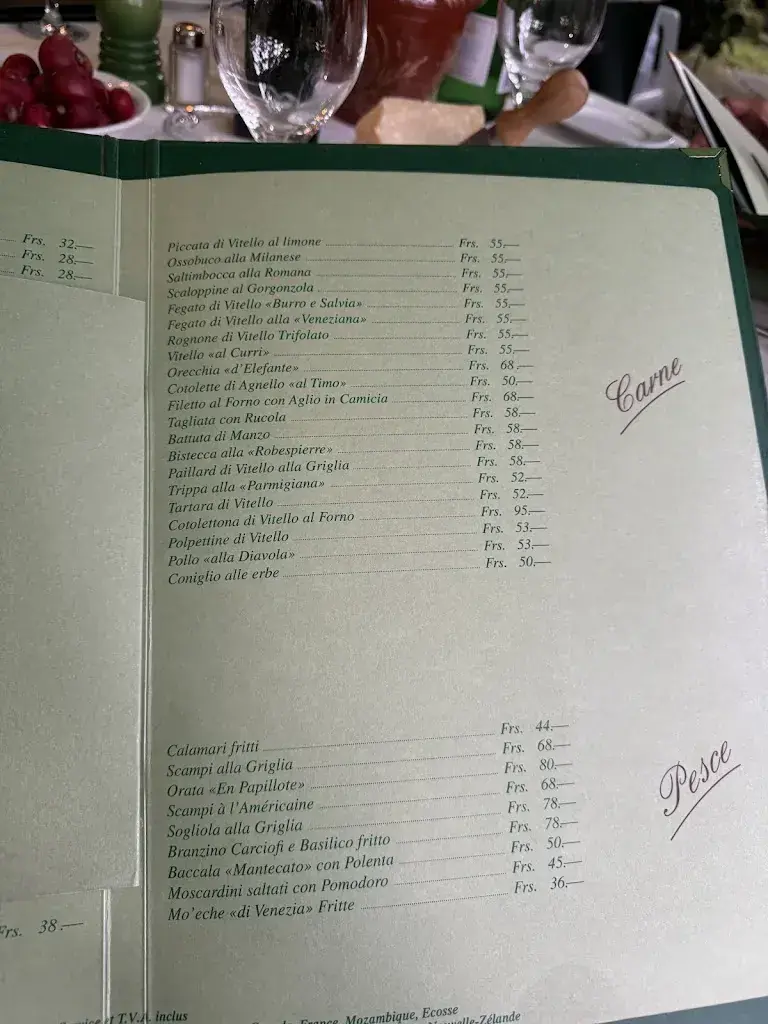 Frs. 32.—
Frs. 28.—
Frs. 28.—
Frs. 38.—
Carne
Piccata di Vitello al limone Frs. 55.—
Ossobuco alla Milanese Frs. 55.—
Saltimbocca alla Romana Frs. 55.—
Scaloppine al Gorgonzola Frs. 55.—
Fegato di Vitello «Burro e Salvia» Frs. 55.—
Fegato di Vitello alla «Veneziana» Frs. 55.—
Rognone di Vitello Trifolato Frs. 55.—
Vitello «al Curri» Frs. 55.—
Orecchia «d'Elefante» Frs. 68.—
Cotolette di Agnello «al Timo» Frs. 50.—
Filetto al Forno con Aglio in Camicia Frs. 68.—
Tagliata con Rucola Frs. 58.—
Battuta di Manzo Frs. 58.—
Bistecca alla «Robespierre» Frs. 58.—
Paillard di Vitello alla Griglia Frs. 58.—
Trippa alla «Parmigiana» Frs. 52.—
Tartara di Vitello Frs. 52.—
Cotolettona di Vitello al Forno Frs. 95.—
Polpettine di Vitello Frs. 53.—
Pollo «alla Diavola» Frs. 53.—
Coniglio alle erbe Frs. 50.—
Pesce
Calamari fritti Frs. 44.—
Scampi alla Griglia Frs. 68.—
Orata «En Papillote» Frs. 80.—
Scampi à l'Américaine Frs. 68.—
Sogliola alla Griglia Frs. 78.—
Branzino Carciofi e Basilico fritto Frs. 78.—
Baccala «Mantecato» con Polenta Frs. 50.—
Moscardini saltati con Pomodoro Frs. 45.—
Mo'eche «di Venezia» Fritte Frs. 36.—
et T.V.A. inclus
France, Mozambique, Ecosse
Nouvelle-Zélande